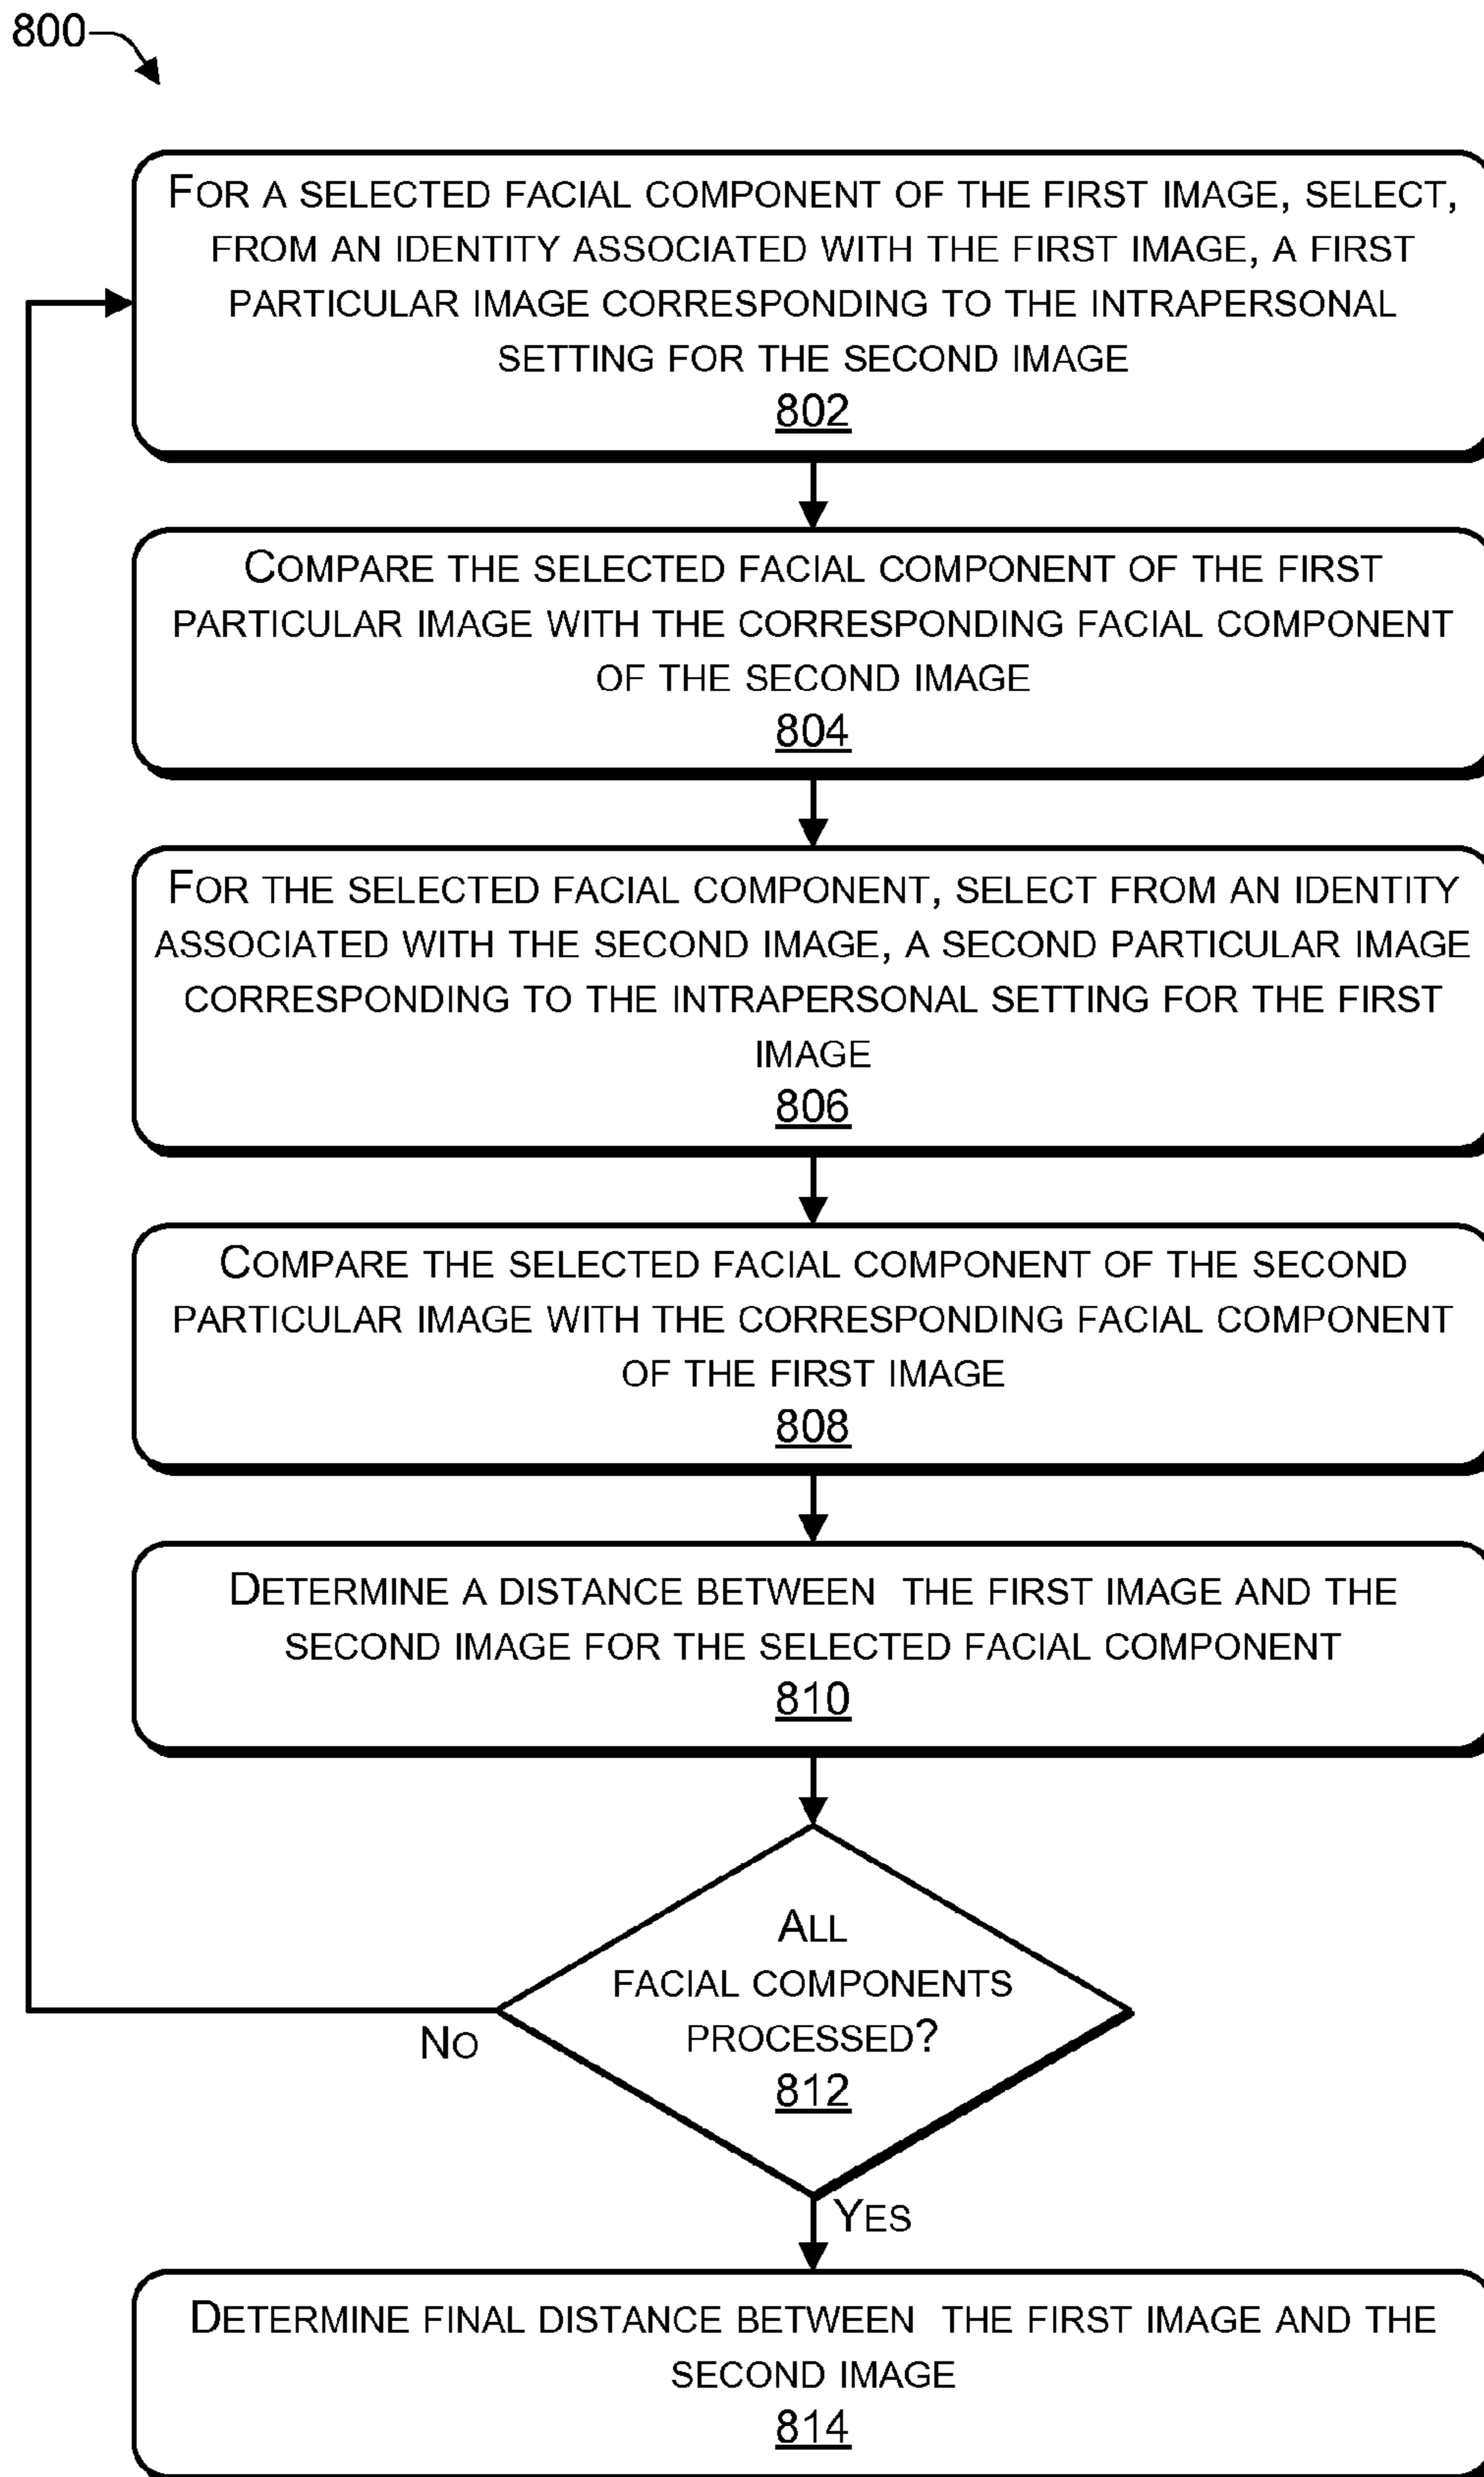 800
FOR A SELECTED FACIAL COMPONENT OF THE FIRST IMAGE, SELECT,
FROM AN IDENTITY ASSOCIATED WITH THE FIRST IMAGE, A FIRST
PARTICULAR IMAGE CORRESPONDING TO THE INTRAPERSONAL
SETTING FOR THE SECOND IMAGE
802
COMPARE THE SELECTED FACIAL COMPONENT OF THE FIRST
PARTICULAR IMAGE WITH THE CORRESPONDING FACIAL COMPONENT
OF THE SECOND IMAGE
804
FOR THE SELECTED FACIAL COMPONENT, SELECT FROM AN IDENTITY
ASSOCIATED WITH THE SECOND IMAGE, A SECOND PARTICULAR IMAGE
CORRESPONDING TO THE INTRAPERSONAL SETTING FOR THE FIRST
IMAGE
806
COMPARE THE SELECTED FACIAL COMPONENT OF THE SECOND
PARTICULAR IMAGE WITH THE CORRESPONDING FACIAL COMPONENT
OF THE FIRST IMAGE
808
DETERMINE A DISTANCE BETWEEN THE FIRST IMAGE AND THE
SECOND IMAGE FOR THE SELECTED FACIAL COMPONENT
810
ALL
FACIAL COMPONENTS
PROCESSED?
812
NO
YES
DETERMINE FINAL DISTANCE BETWEEN THE FIRST IMAGE AND THE
SECOND IMAGE
814